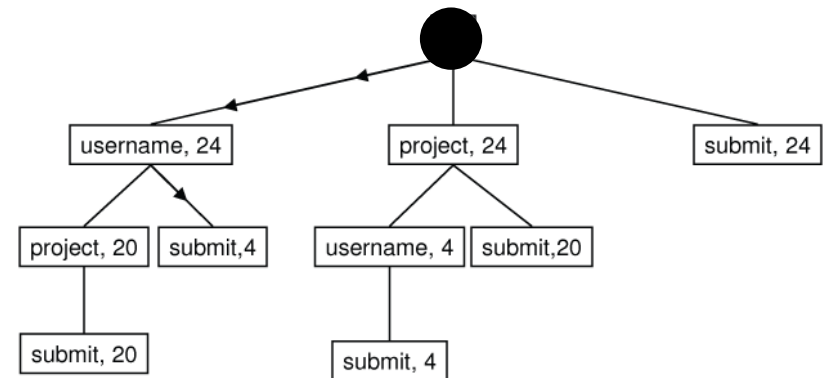 username, 24
project, 24
submit, 24
project, 20
submit,4
username, 4
submit,20
submit, 20
submit, 4